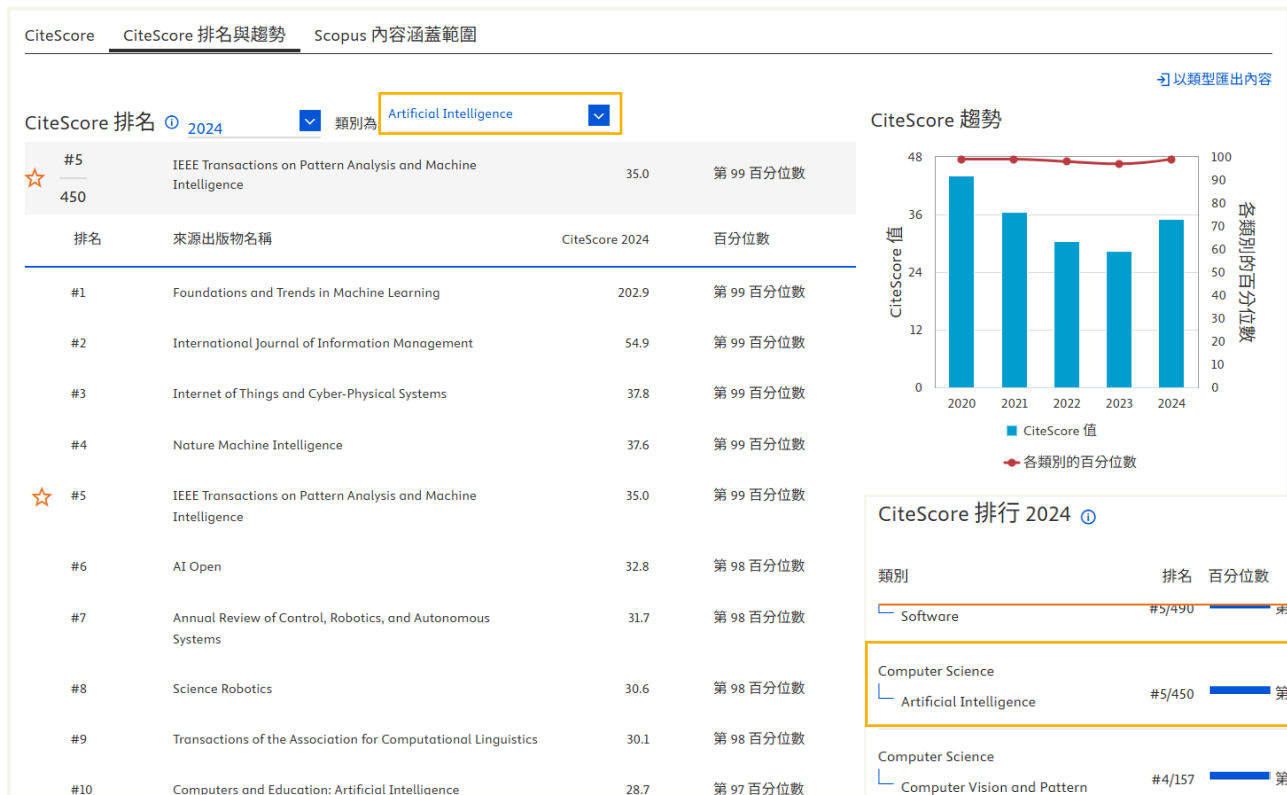 CiteScore CiteScore 排名與趨勢 Scopus 內容涵蓋範圍
以類型匯出內容
CiteScore 排名 2024 類別為 Artificial Intelligence
#5
450
IEEE Transactions on Pattern Analysis and Machine
Intelligence
35.0 第 99 百分位數
排名 來源出版物名稱 CiteScore 2024 百分位數
#1 Foundations and Trends in Machine Learning 202.9 第 99 百分位數
#2 International Journal of Information Management 54.9 第 99 百分位數
#3 Internet of Things and Cyber-Physical Systems 37.8 第 99 百分位數
#4 Nature Machine Intelligence 37.6 第 99 百分位數
#5 IEEE Transactions on Pattern Analysis and Machine 35.0 第 99 百分位數
Intelligence
#6 AI Open 32.8 第 98 百分位數
#7 Annual Review of Control, Robotics, and Autonomous 31.7 第 98 百分位數
Systems
#8 Science Robotics 30.6 第 98 百分位數
#9 Transactions of the Association for Computational Linguistics 30.1 第 98 百分位數
#10 Computers and Education: Artificial Intelligence 28.7 第 97 百分位數
CiteScore 趨勢
CiteScore 值
48
36
24
12
0
100
90
80
70
60
50
40
30
20
10
0
各類別的百分位數
2020 2021 2022 2023 2024
CiteScore 值
各類別的百分位數
CiteScore 排行 2024
類別 排名 百分位數
Software #5/490 第
Computer Science
Artificial Intelligence #5/450 第
Computer Science
Computer Vision and Pattern #4/157 第